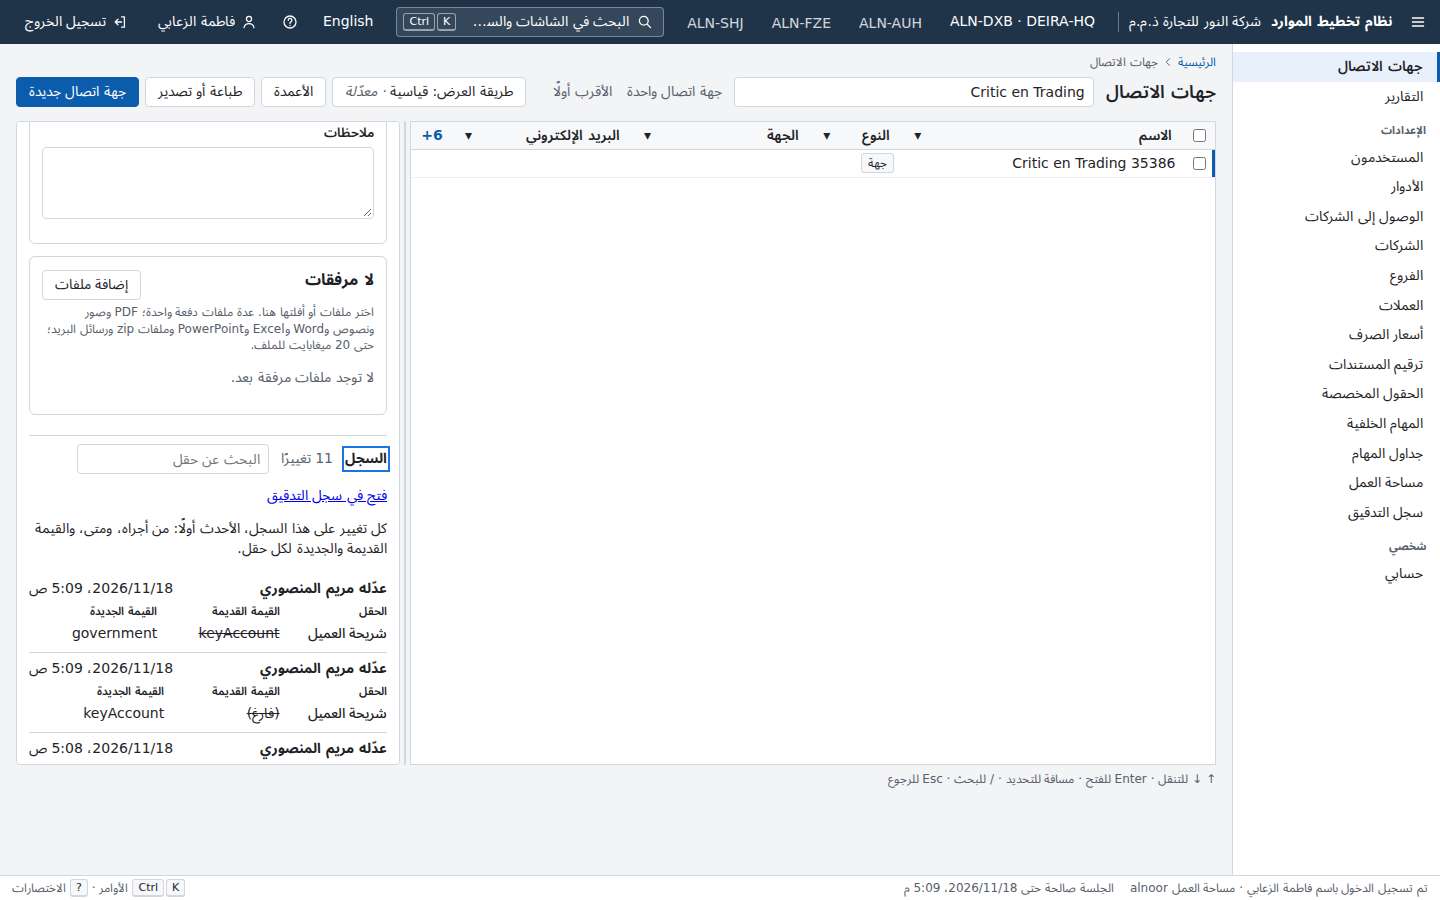 نظام تخطيط الموارد شركة النور للتجارة ذ.م.م ALN-DXB · DEIRA-HQ ALN-AUH ALN-FZE ALN-SHJ البحث في الشاشات والس... Ctrl K English فاطمة الزعابي تسجيل الخروج
جهات الاتصال
التقارير
الإعدادات
المستخدمون
الأدوار
الوصول إلى الشركات
الشركات
الفروع
العملات
أسعار الصرف
ترقيم المستندات
الحقول المخصصة
المهام الخلفية
جداول المهام
مساحة العمل
سجل التدقيق
شخصي
حسابي
الرئيسية › جهات الاتصال
جهات الاتصال Critic en Trading جهة اتصال واحدة الأقرب أولًا طريقة العرض: قياسية · معدّلة الأعمدة طباعة أو تصدير جهة اتصال جديدة
الاسم ▼ النوع ▼ الجهة ▼ البريد الإلكتروني ▼ +6
Critic en Trading 35386 جهة
↑ ↓ للتنقل · Enter للفتح · مسافة للتحديد · / للبحث · Esc للرجوع
ملاحظات
لا مرفقات إضافة ملفات
اختر ملفات أو أفلتها هنا. عدة ملفات دفعة واحدة؛ PDF وصور
ونصوص وWord وExcel وPowerPoint وملفات zip ورسائل البريد؛
حتى 20 ميغابايت للملف.
لا توجد ملفات مرفقة بعد.
السجل 11 تغييرًا البحث عن حقل
فتح في سجل التدقيق
كل تغيير على هذا السجل، الأحدث أولًا: من أجراه، ومتى، والقيمة
القديمة والجديدة لكل حقل.
عدّله مريم المنصوري 2026/11/18، 5:09 ص
الحقل القيمة القديمة القيمة الجديدة
شريحة العميل keyAccount government
عدّله مريم المنصوري 2026/11/18، 5:09 ص
الحقل القيمة القديمة القيمة الجديدة
شريحة العميل (فارغ) keyAccount
عدّله مريم المنصوري 2026/11/18، 5:08 ص
تم تسجيل الدخول باسم فاطمة الزعابي · مساحة العمل alnoor الجلسة صالحة حتى 2026/11/18، 5:09 م Ctrl K الأوامر · ? الاختصارات